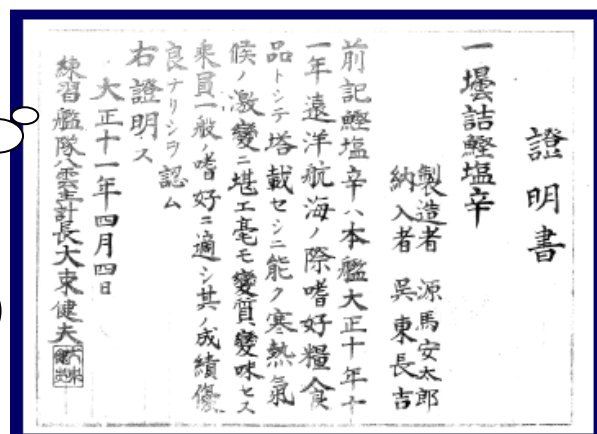 證明書
一壜詰鰹塩辛
製造者 源馬安太郎
納入者 呉東長吉
前記鰹塩辛ハ本艦大正十年十
一年遠洋航海ノ際嗜好糧食
品トシテ塔載セシニ能ク寒熱氣
候ノ激變ニ堪エ毫モ變質變味セス
乗員一般ノ嗜好ニ適シ其ノ成績優
良ナリシヲ認ム
右證明ス
大正十一年四月四日
練習艦隊八雲主計長大東健夫